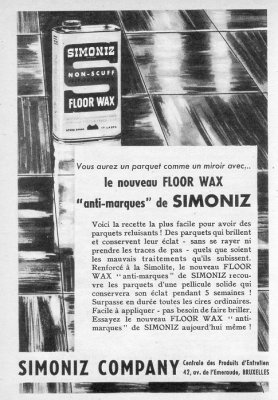 SIMONIZ
NON-SCUFF
FLOOR WAX
Vous aurez un parquet comme un miroir avec...
le nouveau FLOOR WAX
"anti-marques" de SIMONIZ
Voici la recette la plus facile pour avoir des
parquets reluisants ! Des parquets qui brillent
et conservent leur éclat - sans se rayer ni
prendre les traces de pas - quels que soient
les mauvais traitements qu'ils subissent.
Renforcé à la Simolite, le nouveau FLOOR
WAX "anti-marques" de SIMONIZ recou-
vre les parquets d'une pellicule solide qui
conservera son éclat pendant 5 semaines !
Surpasse en durée toutes les cires ordinaires.
Facile à appliquer - pas besoin de faire briller.
Essayez le nouveau FLOOR WAX "anti-
marques" de SIMONIZ aujourd'hui même !
SIMONIZ COMPANY
Centrale des Produits d'Entretien
42, av. de l'Emeraude, BRUXELLES